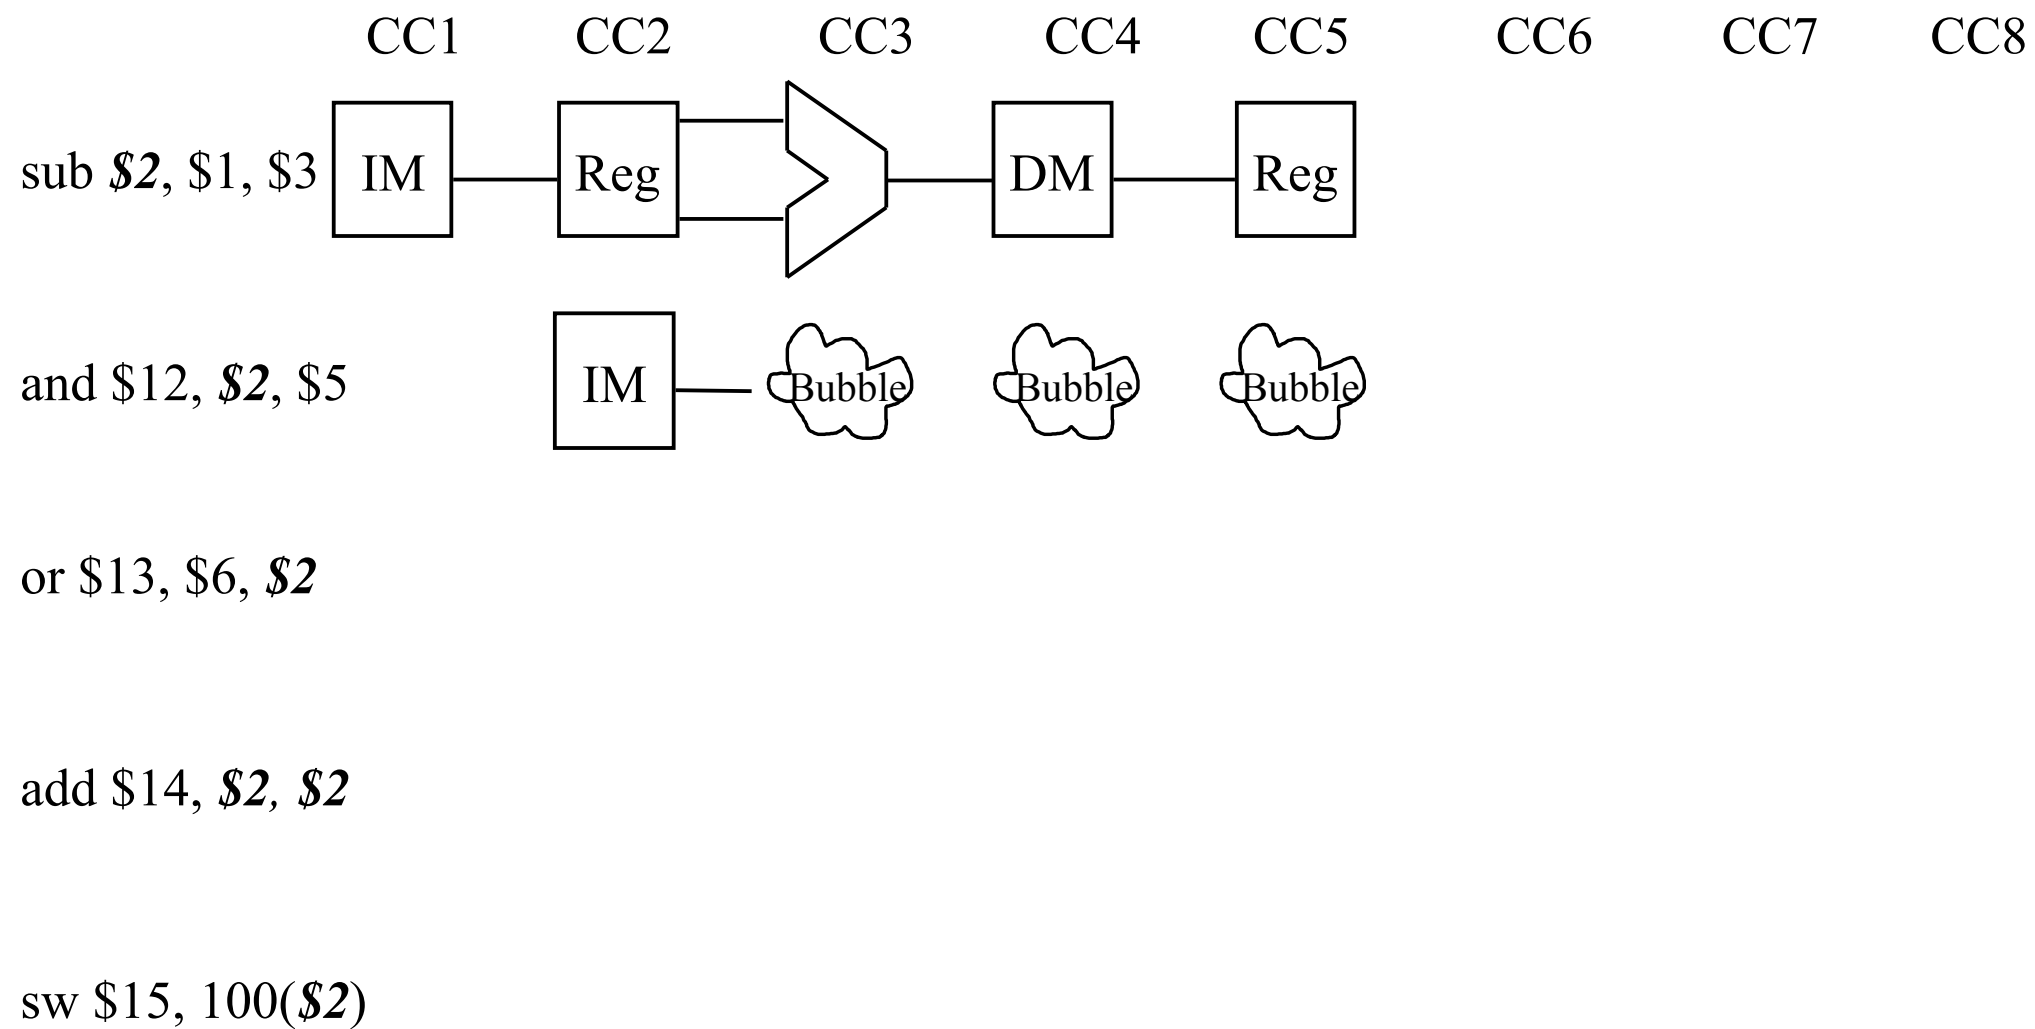 CC1 CC2 CC3 CC4 CC5 CC6 CC7 CC8
sub $2, $1, $3 IM Reg DM Reg
and $12, $2, $5 IM Bubble Bubble Bubble
or $13, $6, $2
add $14, $2, $2
sw $15, 100($2)